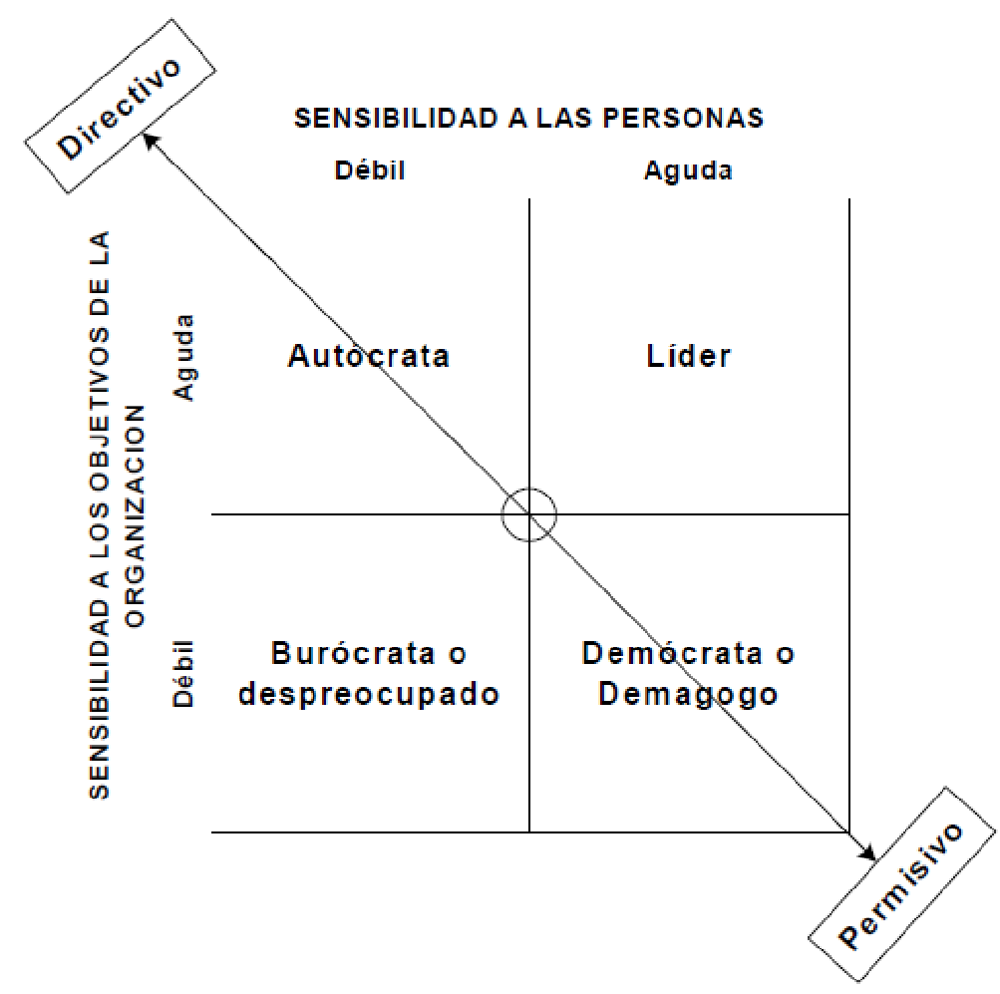 Directivo
SENSIBILIDAD A LAS PERSONAS
Débil
Aguda
SENSIBILIDAD A LOS OBJETIVOS DE LA
ORGANIZACION
Aguda
Autócrata
Líder
Débil
Burócrata o
despreocupado
Demócrata o
Demagogo
Permisivo